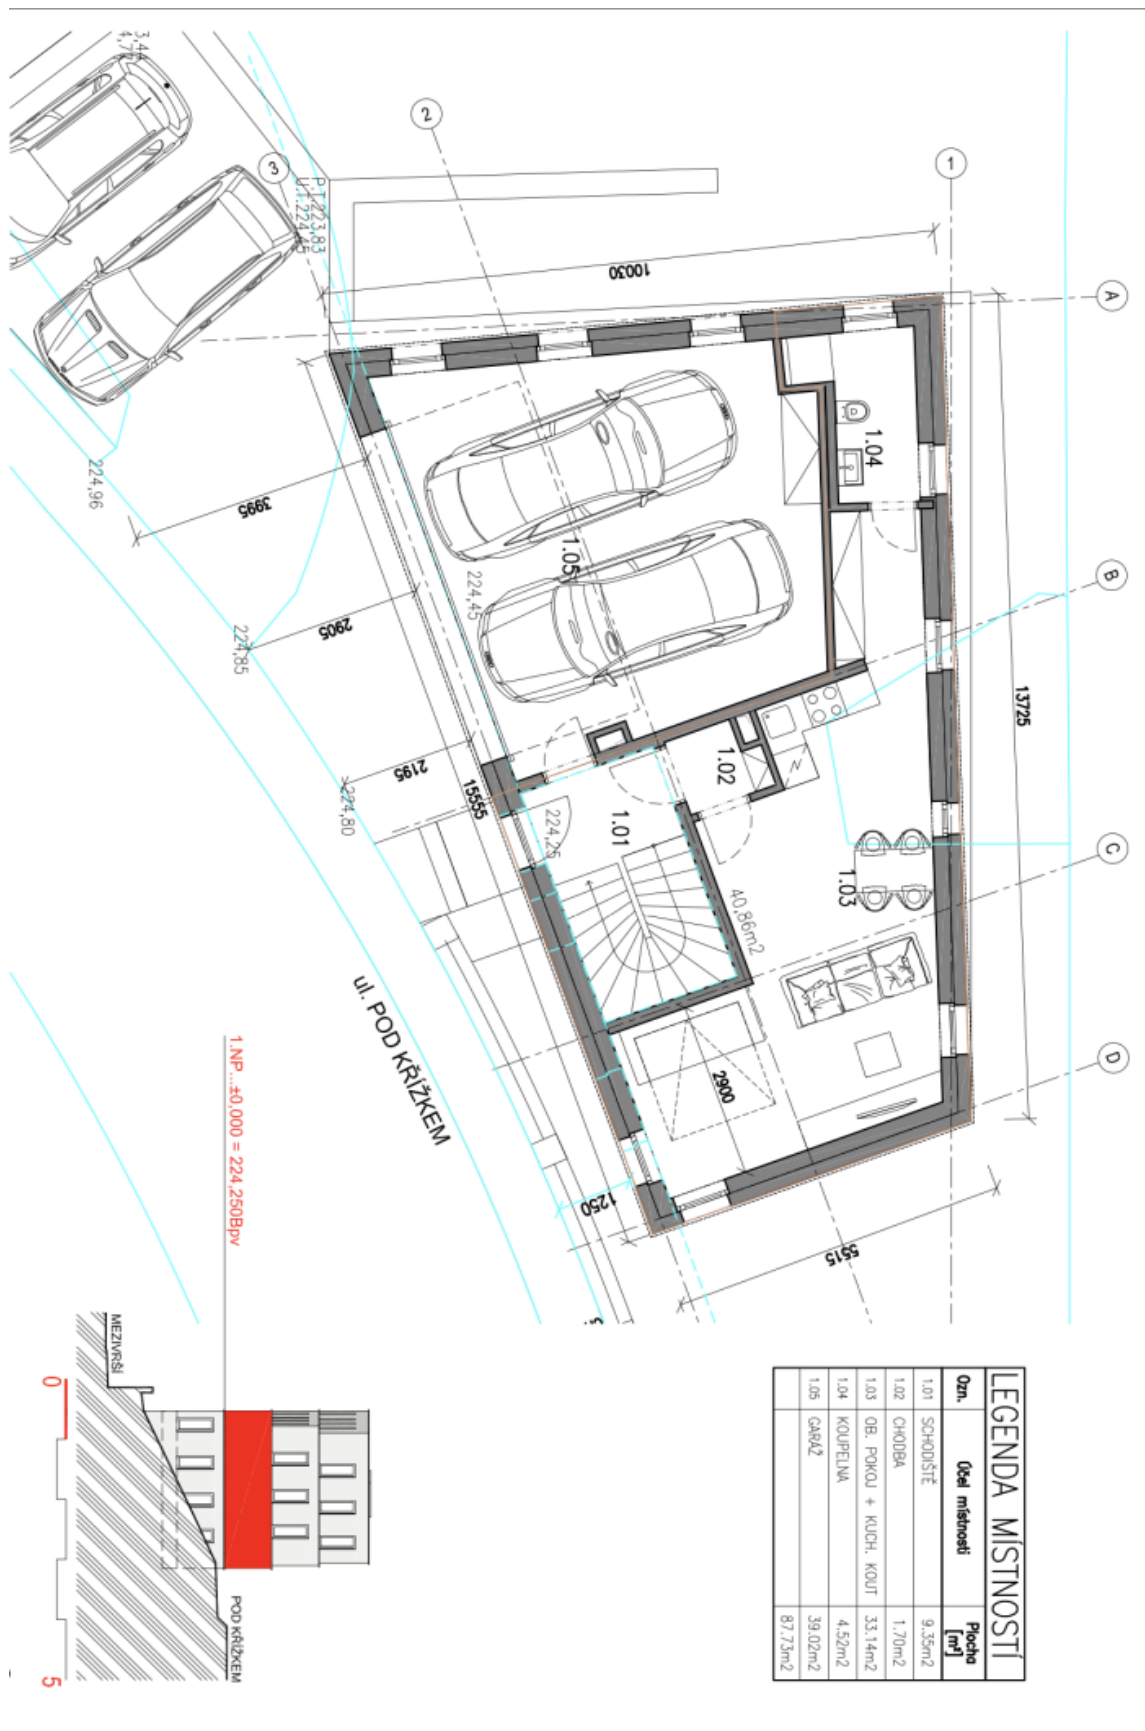 3
2
1
A
B
C
D
P.T.223,83
U.T.224,45
10030
13725
15555
5515
3995
2905
2195
1250
2900
224,96
224,85
224,80
224,45
224,25
1.01
1.02
1.03
1.04
1.05
40,86m2
ul. POD KŘÍŽKEM
1.NP...±0,000 = 224,250Bpv
MEZIVRŠÍ
POD KŘÍŽKEM
0
5
LEGENDA MÍSTNOSTÍ
Ozn. Účel místnosti Plocha [m²]
1.01 SCHODIŠTĚ 9.35m2
1.02 CHODBA 1.70m2
1.03 OB. POKOJ + KUCH. KOUT 33.14m2
1.04 KOUPELNA 4.52m2
1.05 GARÁŽ 39.02m2
87.73m2